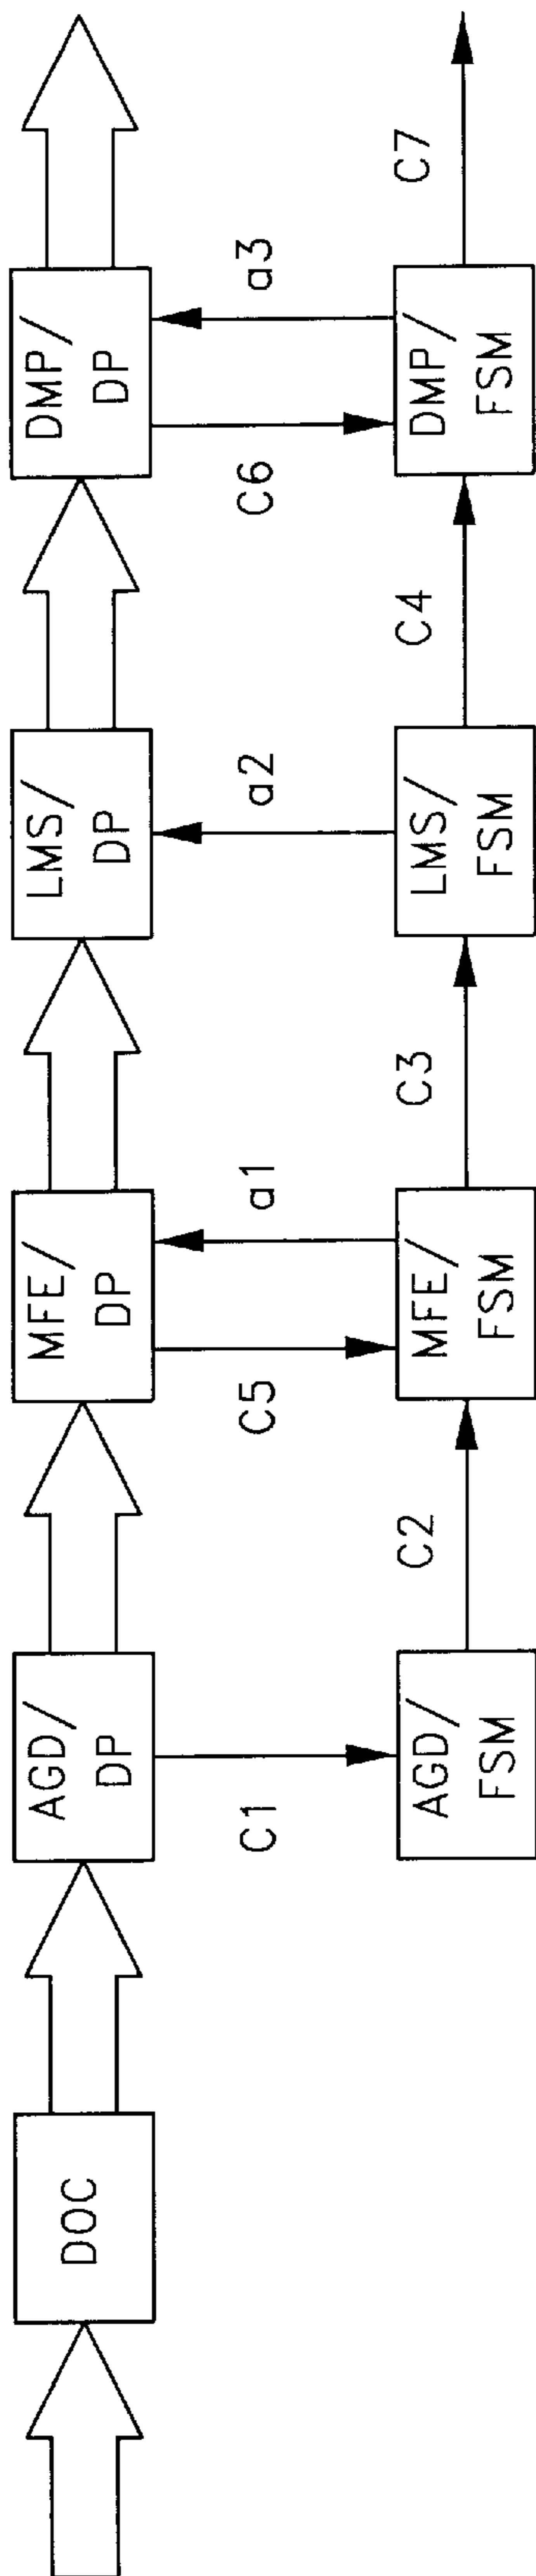 DOC
AGD/
DP
MFE/
DP
LMS/
DP
DMP/
DP
C1
C5
a1
a2
C6
a3
AGD/
FSM
C2
MFE/
FSM
C3
LMS/
FSM
C4
DMP/
FSM
C7